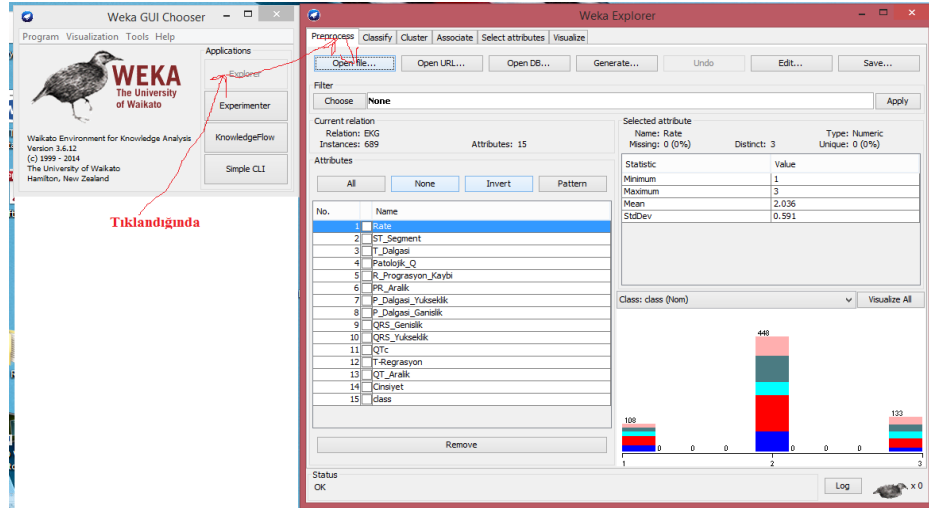 Weka GUI Chooser
Program Visualization Tools Help
WEKA
The University
of Waikato
Waikato Environment for Knowledge Analysis
Version 3.6.12
(c) 1999 - 2014
The University of Waikato
Hamilton, New Zealand
Applications
Explorer
Experimenter
KnowledgeFlow
Simple CLI
Tıklandığında
Weka Explorer
Preprocess Classify Cluster Associate Select attributes Visualize
Open file... Open URL... Open DB... Generate... Undo Edit... Save...
Filter
Choose None Apply
Current relation
Relation: EKG
Instances: 689 Attributes: 15
Attributes
All None Invert Pattern
No. Name
1 Rate
2 ST_Segment
3 T_Dalgasi
4 Patolojik_Q
5 R_Prograsyon_Kaybi
6 PR_Aralik
7 P_Dalgasi_Yukseklik
8 P_Dalgasi_Ganislik
9 QRS_Genislik
10 QRS_Yukseklik
11 QTc
12 T-Regrasyon
13 QT_Aralik
14 Cinsiyet
15 class
Remove
Selected attribute
Name: Rate Type: Numeric
Missing: 0 (0%) Distinct: 3 Unique: 0 (0%)
Statistic Value
Minimum 1
Maximum 3
Mean 2.036
StdDev 0.591
Class: class (Nom) Visualize All
108 0 0 0 448 0 0 0 133
1 2 3
Status
OK
Log x 0